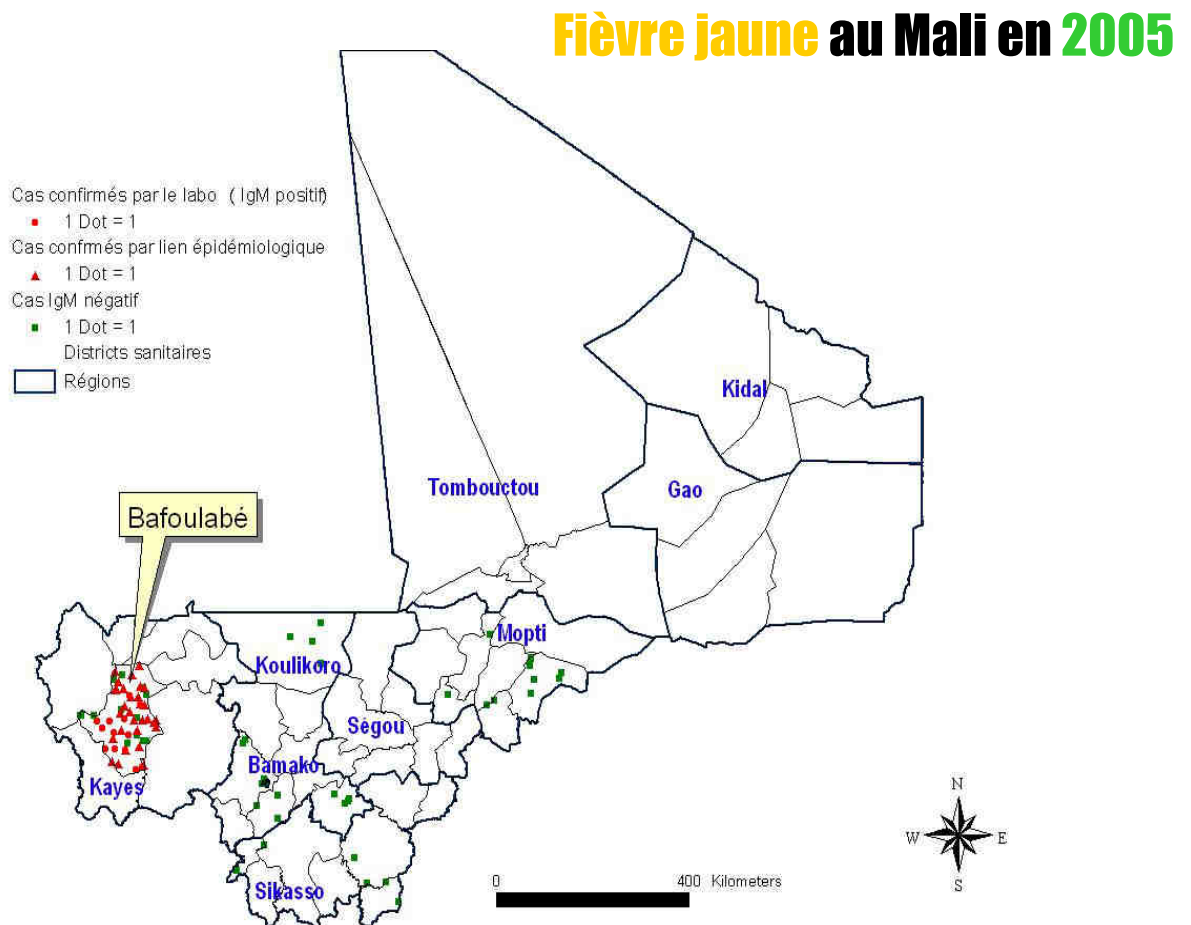 Fièvre jaune au Mali en 2005
Cas confirmés par le labo ( IgM positif)
1 Dot = 1
Cas confrmés par lien épidémiologique
1 Dot = 1
Cas IgM négatif
1 Dot = 1
Districts sanitaires
Régions
Kidal
Tombouctou
Gao
Bafoulabé
Mopti
Koulikoro
Ségou
Bamako
Kayes
Sikasso
N
W E
S
0 400 Kilometers